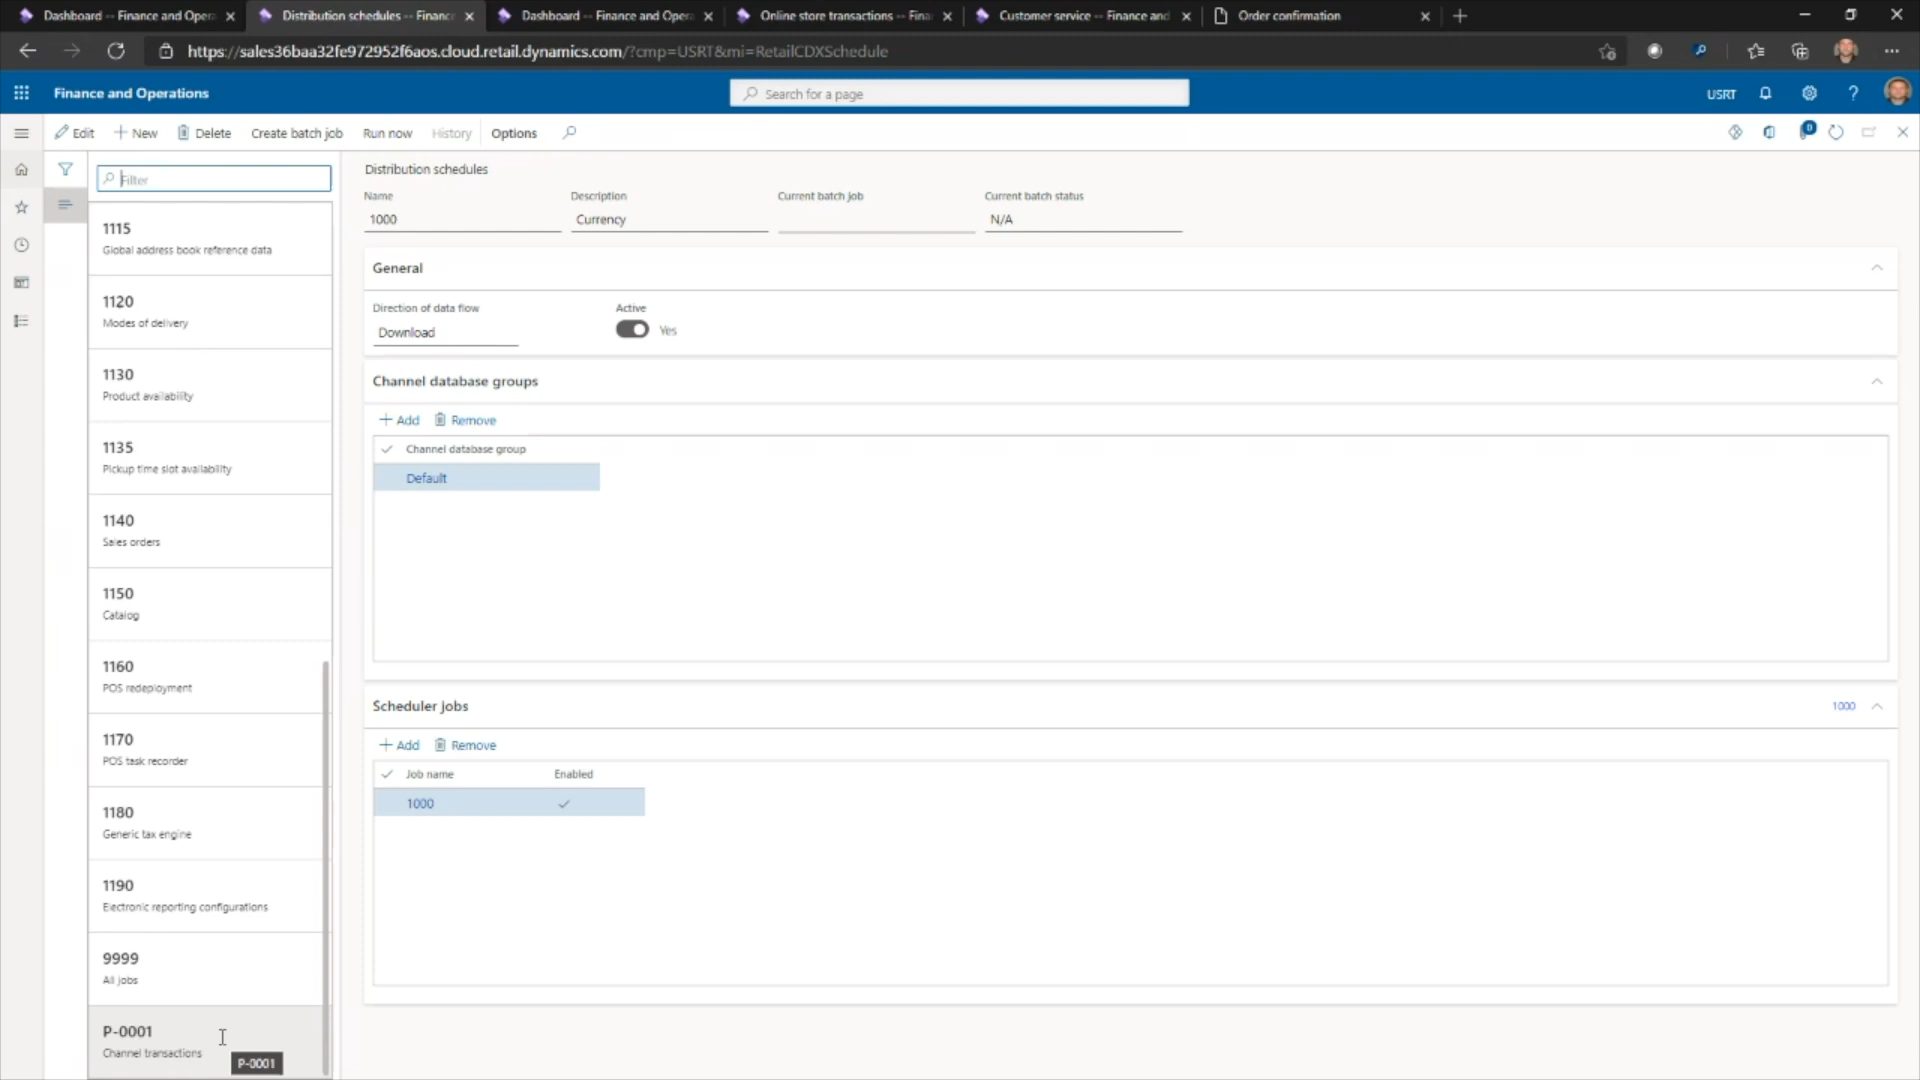 Dashboard -- Finance and Opera
Distribution schedules -- Finance
Dashboard -- Finance and Opera
Online store transactions -- Fina
Customer service -- Finance and
Order confirmation
https://sales36baa32fe972952f6aos.cloud.retail.dynamics.com/?cmp=USRT&mi=RetailCDXSchedule
Finance and Operations
Search for a page
USRT
?
Edit
New
Delete
Create batch job
Run now
History
Options
0
Filter
1115
Global address book reference data
1120
Modes of delivery
1130
Product availability
1135
Pickup time slot availability
1140
Sales orders
1150
Catalog
1160
POS redeployment
1170
POS task recorder
1180
Generic tax engine
1190
Electronic reporting configurations
9999
All jobs
P-0001
Channel transactions
P-0001
Distribution schedules
Name
Description
Current batch job
Current batch status
1000
Currency
N/A
General
Direction of data flow
Active
Download
Yes
Channel database groups
Add
Remove
Channel database group
Default
Scheduler jobs
1000
Add
Remove
Job name
Enabled
1000